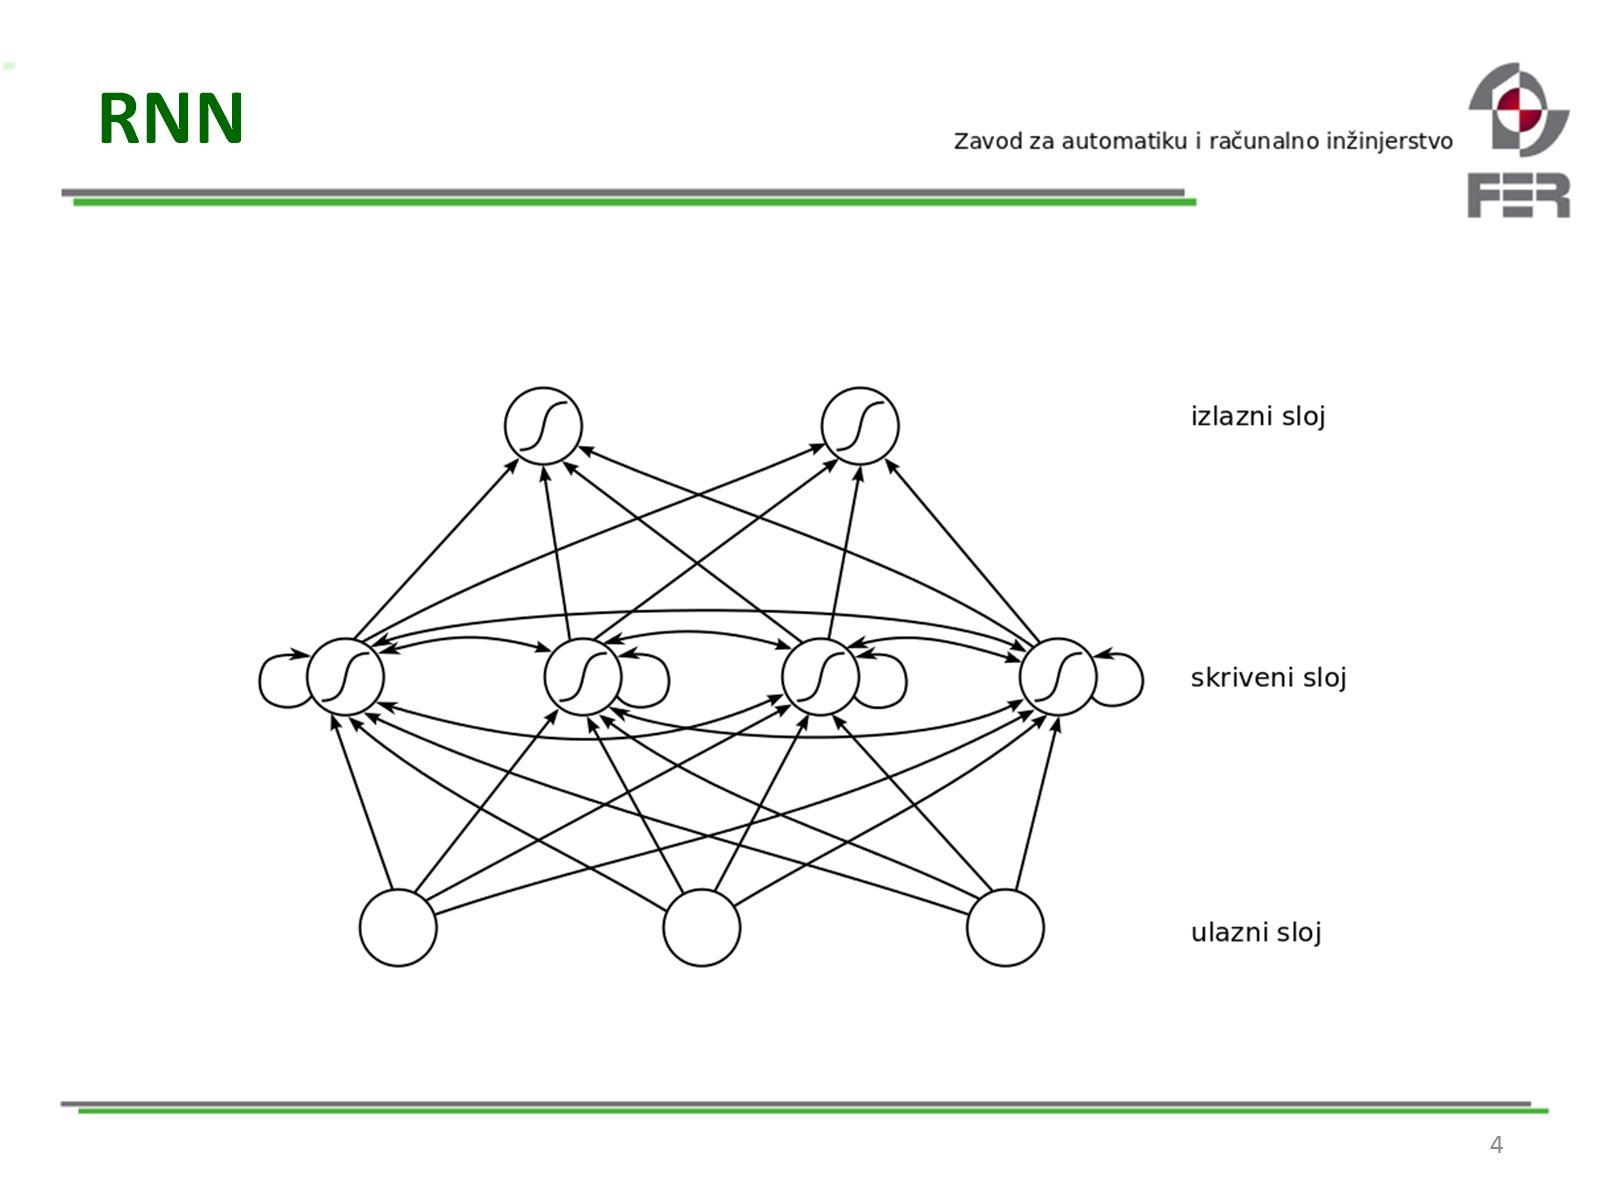 RNN
Zavod za automatiku i računalno inžinjerstvo
FER
izlazni sloj
skriveni sloj
ulazni sloj
4